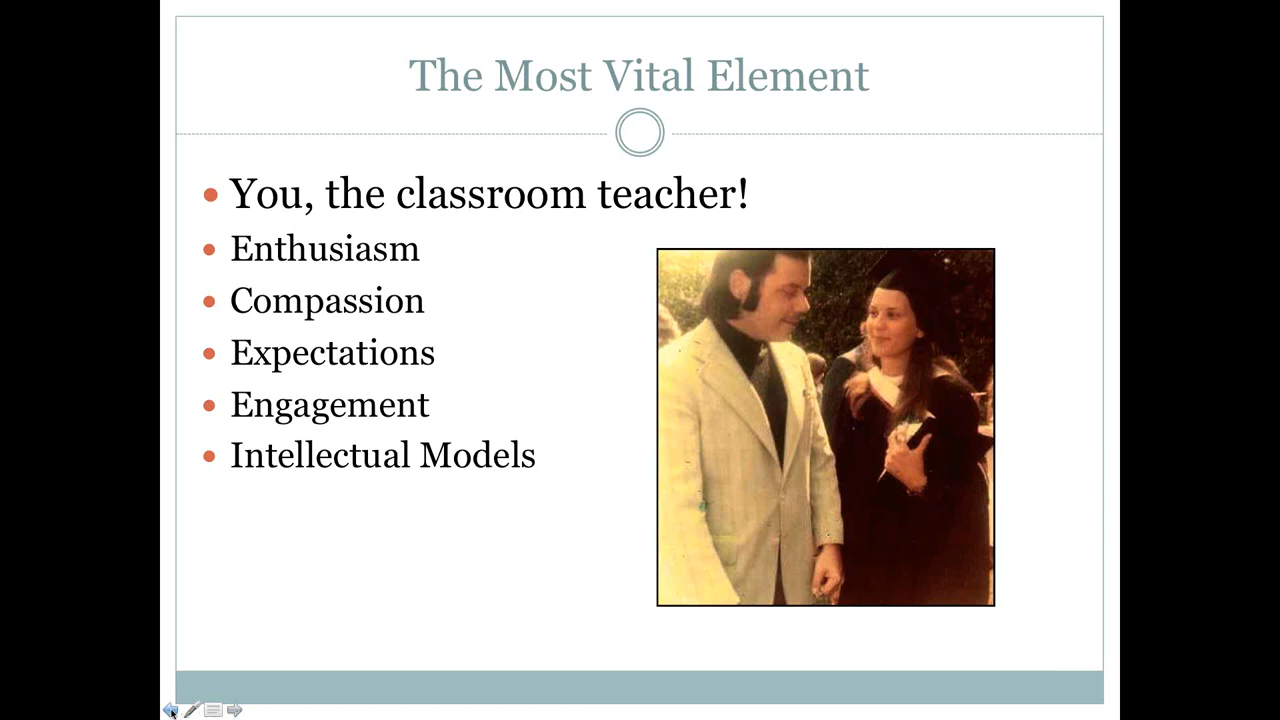 The Most Vital Element
You, the classroom teacher!
Enthusiasm
Compassion
Expectations
Engagement
Intellectual Models